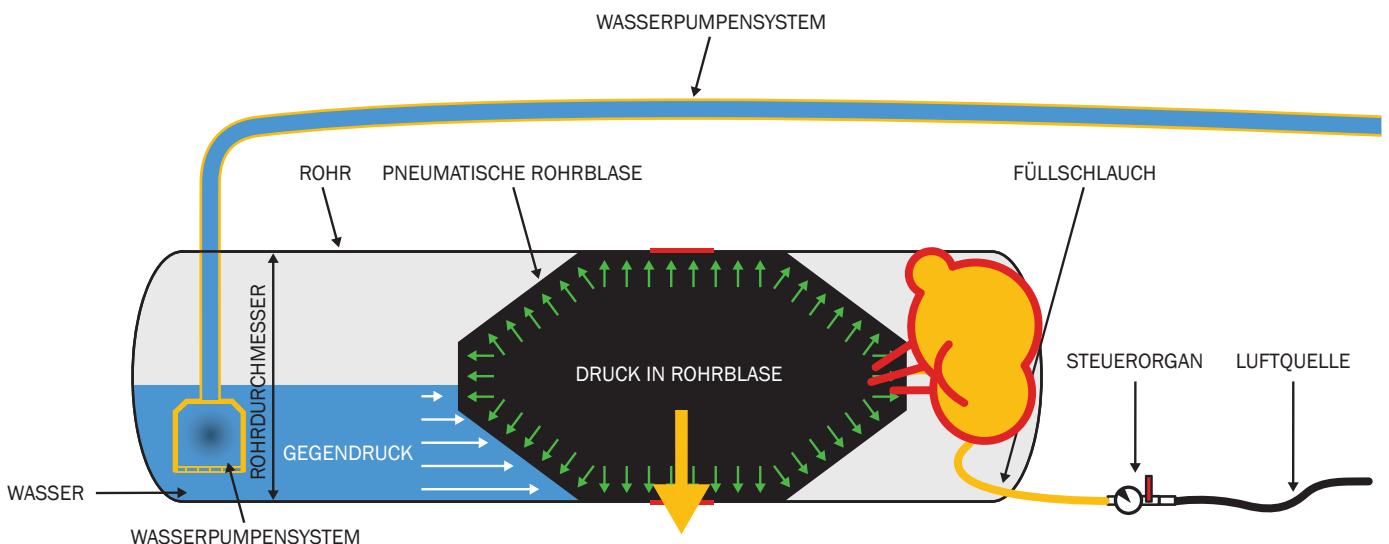 WASSERPUMPENSYSTEM
ROHR
PNEUMATISCHE ROHRBLASE
FÜLLSCHLAUCH
ROHRDURCHMESSER
DRUCK IN ROHRBLASE
STEUERORGAN
LUFTQUELLE
GEGENDRUCK
WASSER
WASSERPUMPENSYSTEM